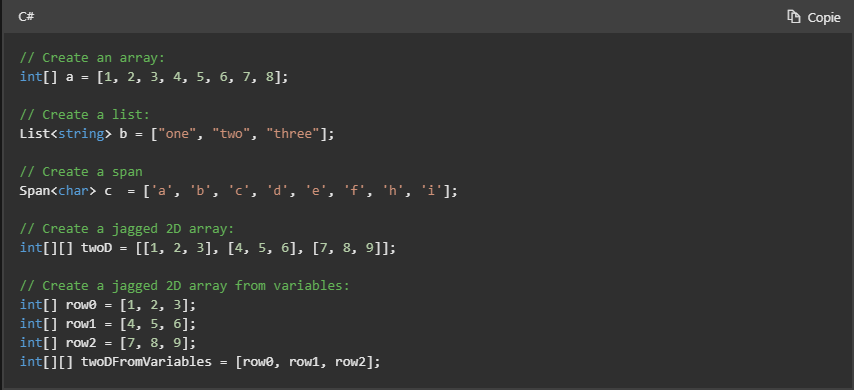 C#
Copie
// Create an array:
int[] a = [1, 2, 3, 4, 5, 6, 7, 8];
// Create a list:
List<string> b = ["one", "two", "three"];
// Create a span
Span<char> c  = ['a', 'b', 'c', 'd', 'e', 'f', 'h', 'i'];
// Create a jagged 2D array:
int[][] twoD = [[1, 2, 3], [4, 5, 6], [7, 8, 9]];
// Create a jagged 2D array from variables:
int[] row0 = [1, 2, 3];
int[] row1 = [4, 5, 6];
int[] row2 = [7, 8, 9];
int[][] twoDFromVariables = [row0, row1, row2];